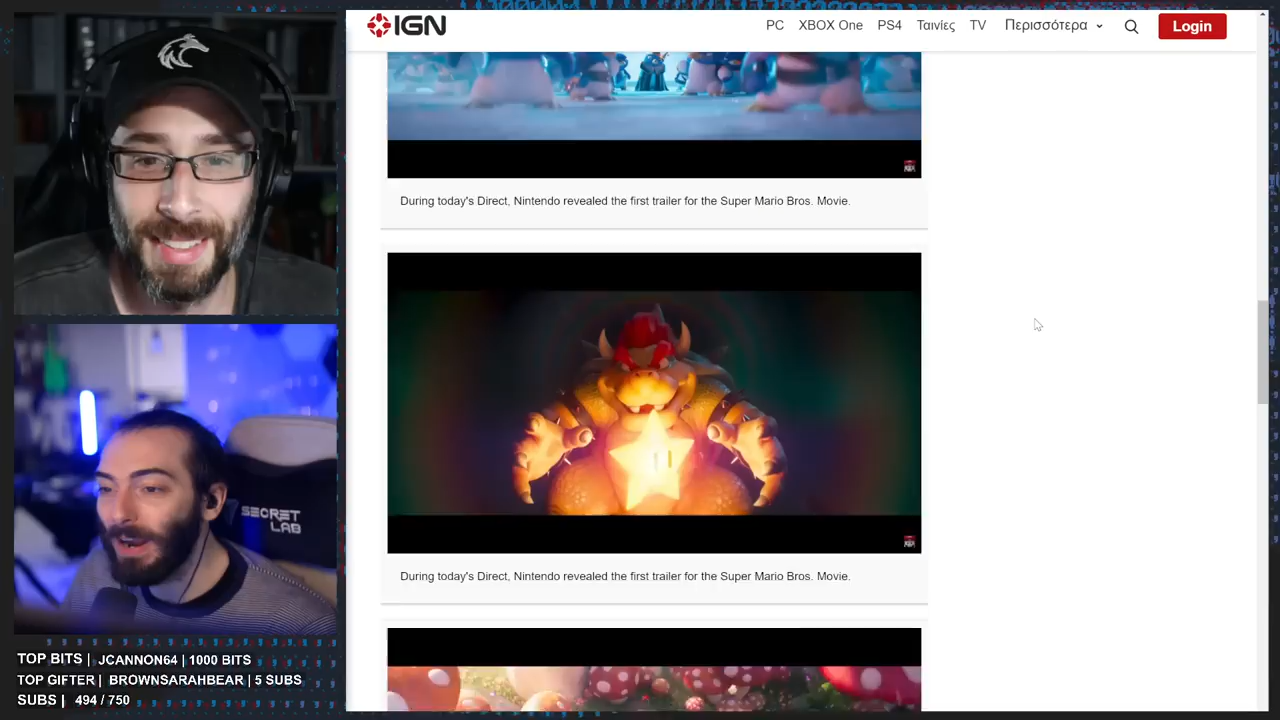 IGN
PC XBOX One PS4 Ταινίες TV Περισσότερα Login
During today's Direct, Nintendo revealed the first trailer for the Super Mario Bros. Movie.
During today's Direct, Nintendo revealed the first trailer for the Super Mario Bros. Movie.
SECRET
LAB
TOP BITS | JCANNON64 | 1000 BITS
TOP GIFTER | BROWNSARAHBEAR | 5 SUBS
SUBS | 494 / 750